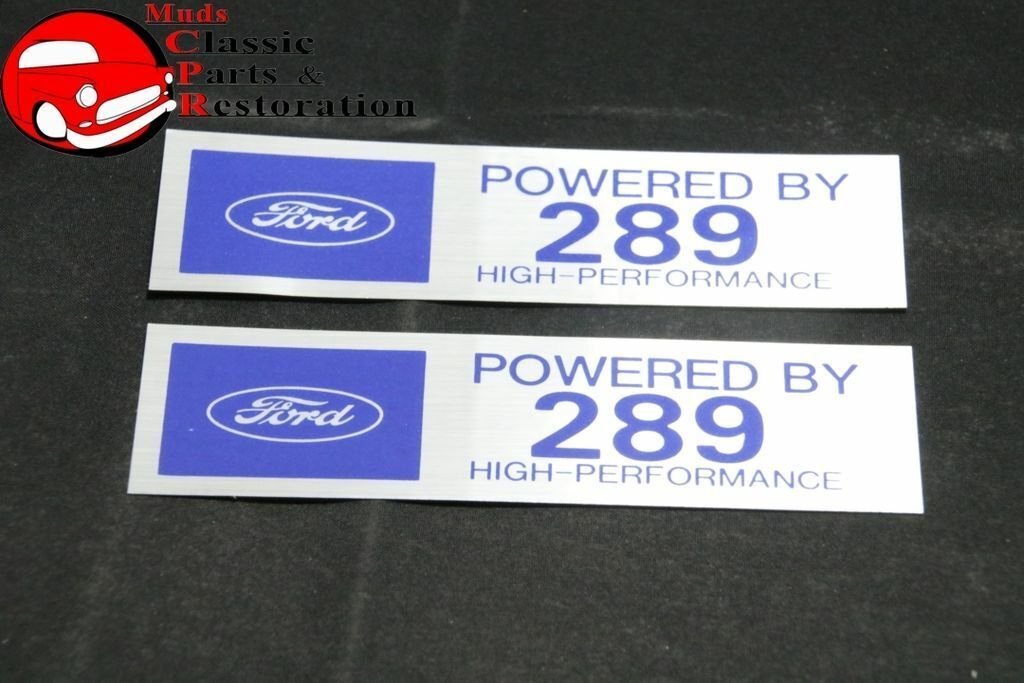 Muds
Classic
Parts &
Restoration
Ford
POWERED BY
289
HIGH-PERFORMANCE
Ford
POWERED BY
289
HIGH-PERFORMANCE